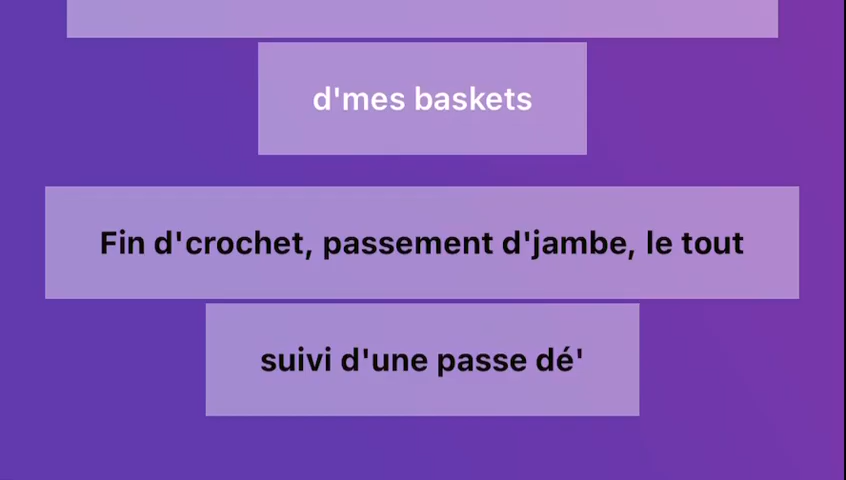 d'mes baskets
Fin d'crochet, passement d'jambe, le tout
suivi d'une passe dé'